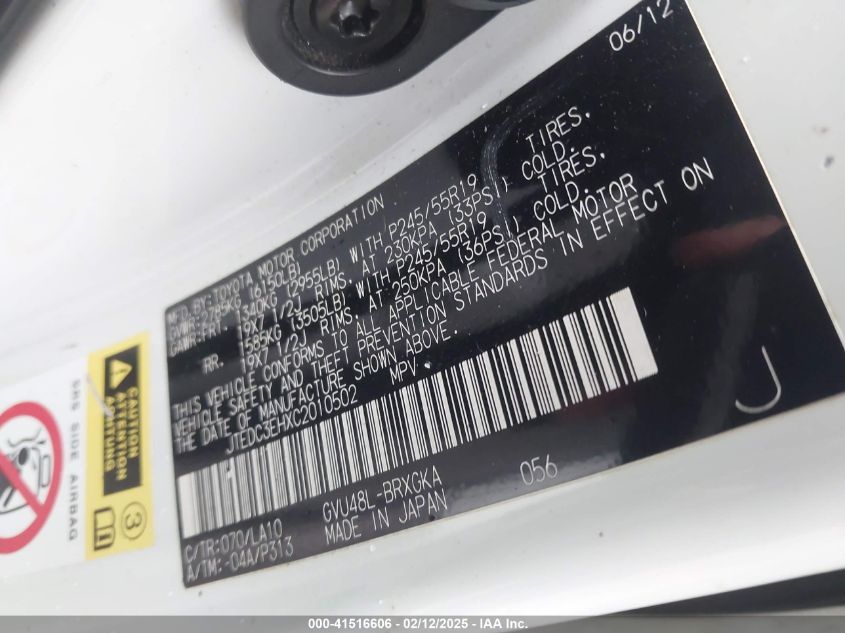 06/12
MFD BY: TOYOTA MOTOR CORPORATION
GVWR: 2789KG (6150LB)
GAWR: FRT. 1340KG (2955LB) WITH P245/55R19 TIRES.
19X7 1/2J RIMS. AT 230KPA (33PSI) COLD.
RR. 1585KG (3505LB) WITH P245/55R19 TIRES.
19X7 1/2J RIMS AT 250KPA (36PSI) COLD.
THIS VEHICLE CONFORMS TO ALL APPLICABLE FEDERAL MOTOR
VEHICLE SAFETY AND THEFT PREVENTION STANDARDS IN EFFECT ON
THE DATE OF MANUFACTURE SHOWN ABOVE.
JTEDC3EHXC2010502 MPV
C/TR:070/LA10 GVU48L-BRXGKA 056
A/TM:-04A/P313 MADE IN JAPAN
J
SRS SIDE AIRBAG
CAUTION
ATTENTION
ACHTUNG
3
000-41516606 - 02/12/2025 - IAA Inc.